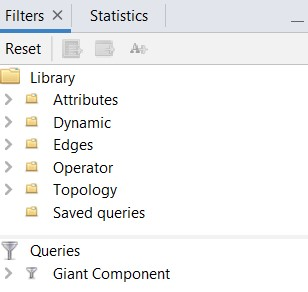 Filters Statistics
Reset
Library
Attributes
Dynamic
Edges
Operator
Topology
Saved queries
Queries
Giant Component